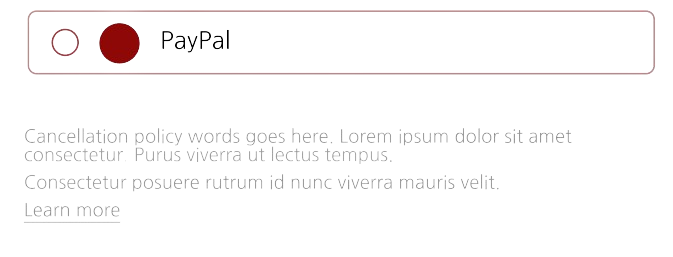 PayPal
Cancellation policy words goes here. Lorem ipsum dolor sit amet
consectetur  Purus viverra ut lectus tempus.
Consectetur posuere rutrum id nunc viverra mauris velit.
Learn more